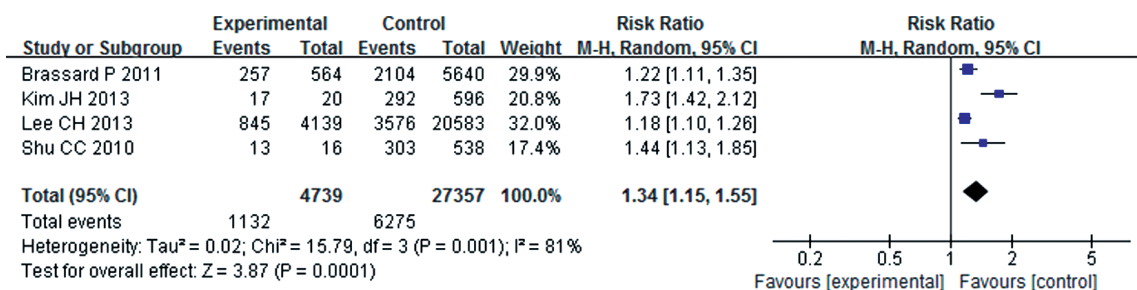 Experimental Control Risk Ratio Risk Ratio
Study or Subgroup Events Total Events Total Weight M-H, Random, 95% CI M-H, Random, 95% CI
Brassard P 2011 257 564 2104 5640 29.9% 1.22 [1.11, 1.35]
Kim JH 2013 17 20 292 596 20.8% 1.73 [1.42, 2.12]
Lee CH 2013 845 4139 3576 20583 32.0% 1.18 [1.10, 1.26]
Shu CC 2010 13 16 303 538 17.4% 1.44 [1.13, 1.85]
Total (95% CI) 4739 27357 100.0% 1.34 [1.15, 1.55]
Total events 1132 6275
Heterogeneity: Tau² = 0.02; Chi² = 15.79, df = 3 (P = 0.001); I² = 81%
Test for overall effect: Z = 3.87 (P = 0.0001)
0.2 0.5 1 2 5
Favours [experimental] Favours [control]